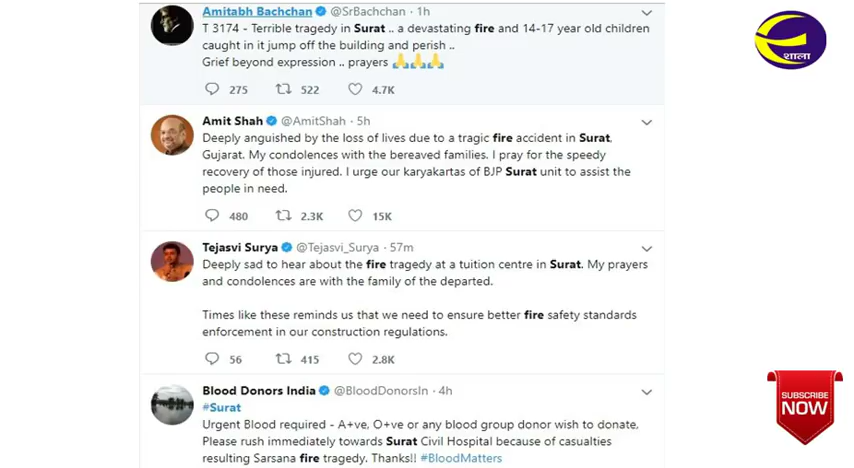 Amitabh Bachchan @SrBachchan · 1h
T 3174 - Terrible tragedy in Surat .. a devastating fire and 14-17 year old children
caught in it jump off the building and perish ..
Grief beyond expression .. prayers 🙏🙏🙏
275 522 4.7K
Amit Shah @AmitShah · 5h
Deeply anguished by the loss of lives due to a tragic fire accident in Surat,
Gujarat. My condolences with the bereaved families. I pray for the speedy
recovery of those injured. I urge our karyakartas of BJP Surat unit to assist the
people in need.
480 2.3K 15K
Tejasvi Surya @Tejasvi_Surya · 57m
Deeply sad to hear about the fire tragedy at a tuition centre in Surat. My prayers
and condolences are with the family of the departed.
Times like these reminds us that we need to ensure better fire safety standards
enforcement in our construction regulations.
56 415 2.8K
Blood Donors India @BloodDonorsIn · 4h
#Surat
Urgent Blood required - A+ve, O+ve or any blood group donor wish to donate,
Please rush immediately towards Surat Civil Hospital because of casualties
resulting Sarsana fire tragedy. Thanks!! #BloodMatters
e शाला
SUBSCRIBE
NOW